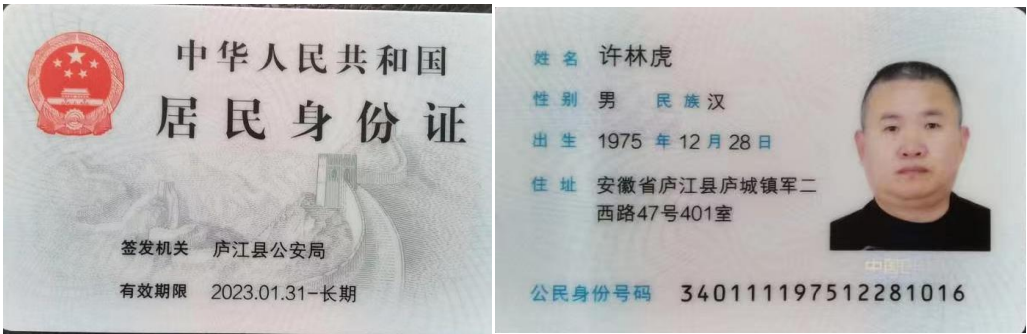 中华人民共和国
居民身份证
签发机关 庐江县公安局
有效期限 2023.01.31-长期
姓名 许林虎
性别 男 民族 汉
出生 1975 年 12 月 28 日
住址 安徽省庐江县庐城镇军二
西路47号401室
公民身份号码 340111197512281016